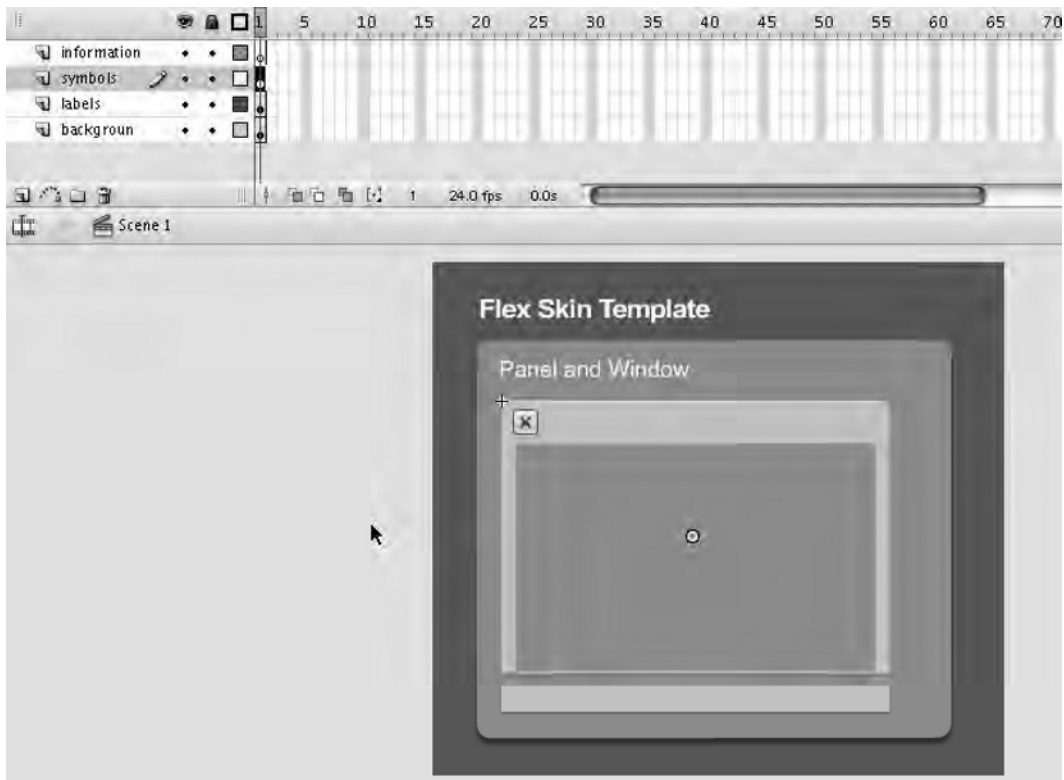 1 5 10 15 20 25 30 35 40 45 50 55 60 65 70
information
symbols
labels
backgroun
1 24.0 fps 0.0s
Scene 1
Flex Skin Template
Panel and Window